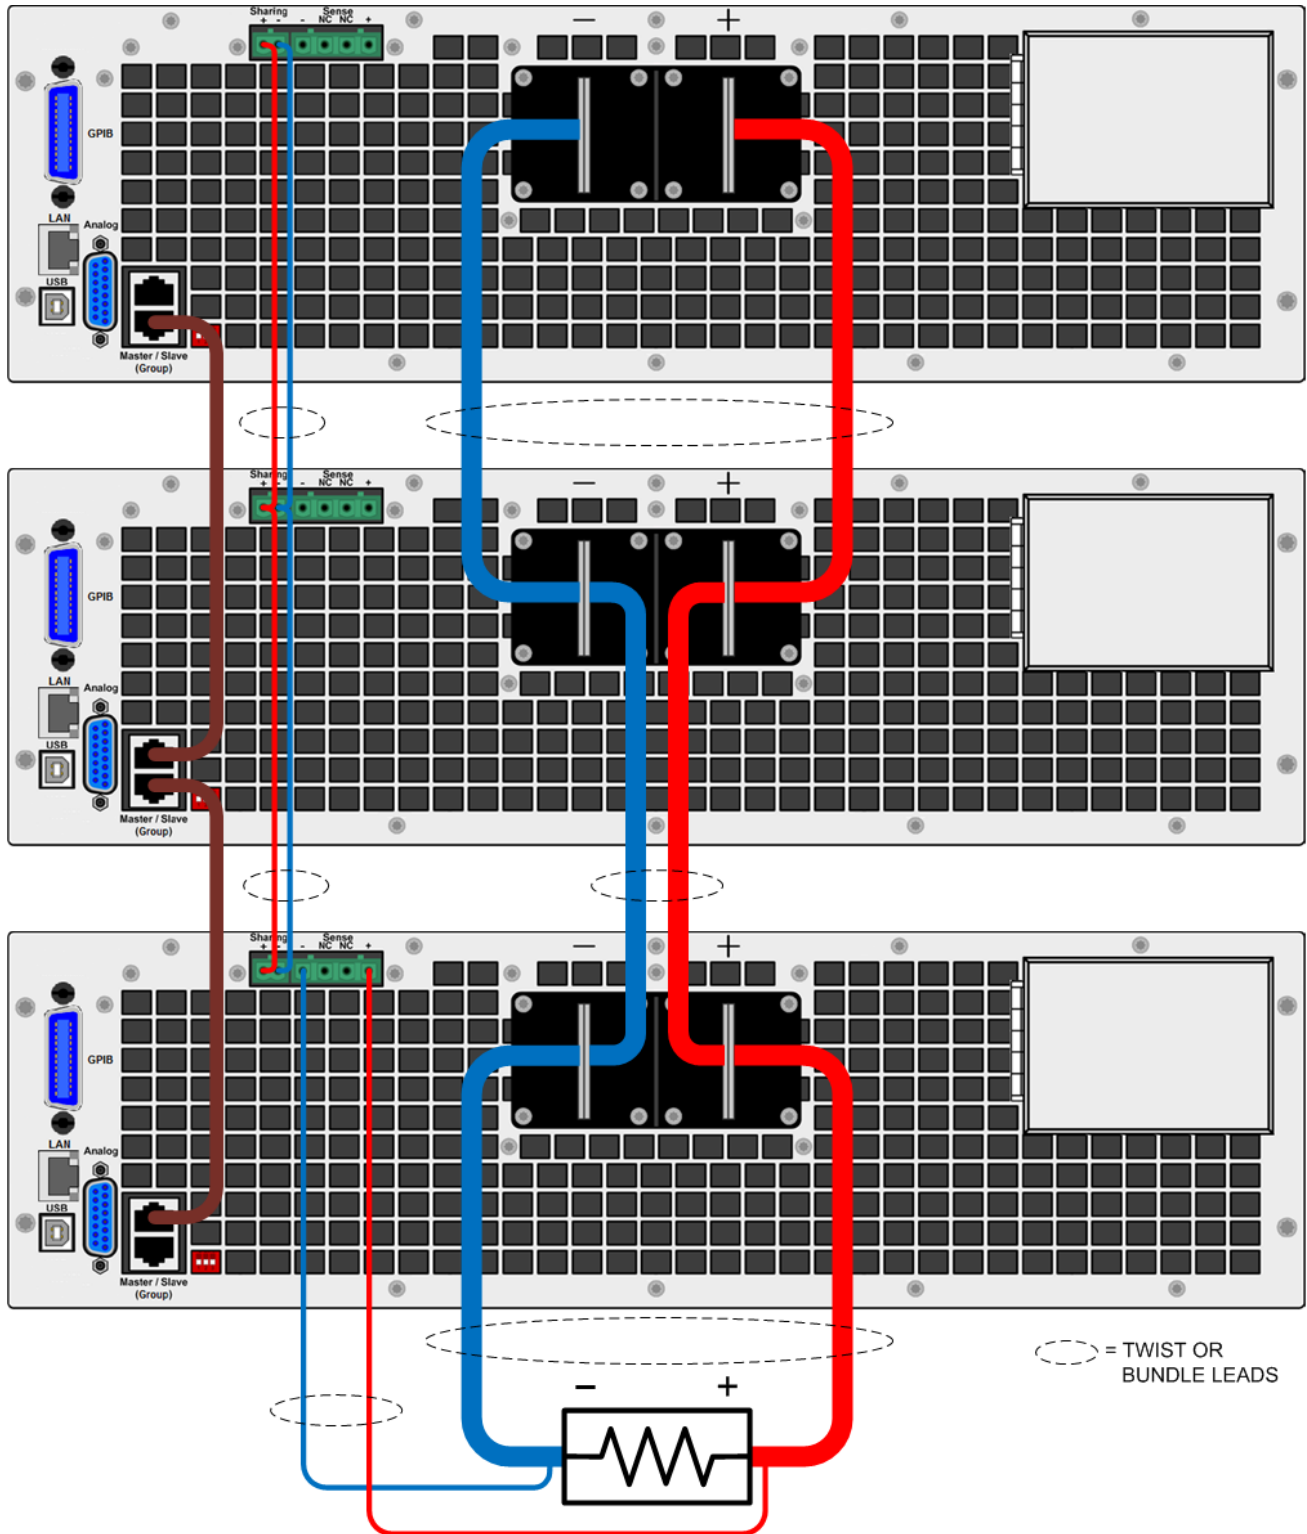 Sharing Sense
+ - - NC NC +
− +
GPIB
LAN
Analog
USB
Master / Slave
(Group)
Sharing Sense
+ - - NC NC +
− +
GPIB
LAN
Analog
USB
Master / Slave
(Group)
Sharing Sense
+ - - NC NC +
− +
GPIB
LAN
Analog
USB
Master / Slave
(Group)
= TWIST OR
BUNDLE LEADS
- +